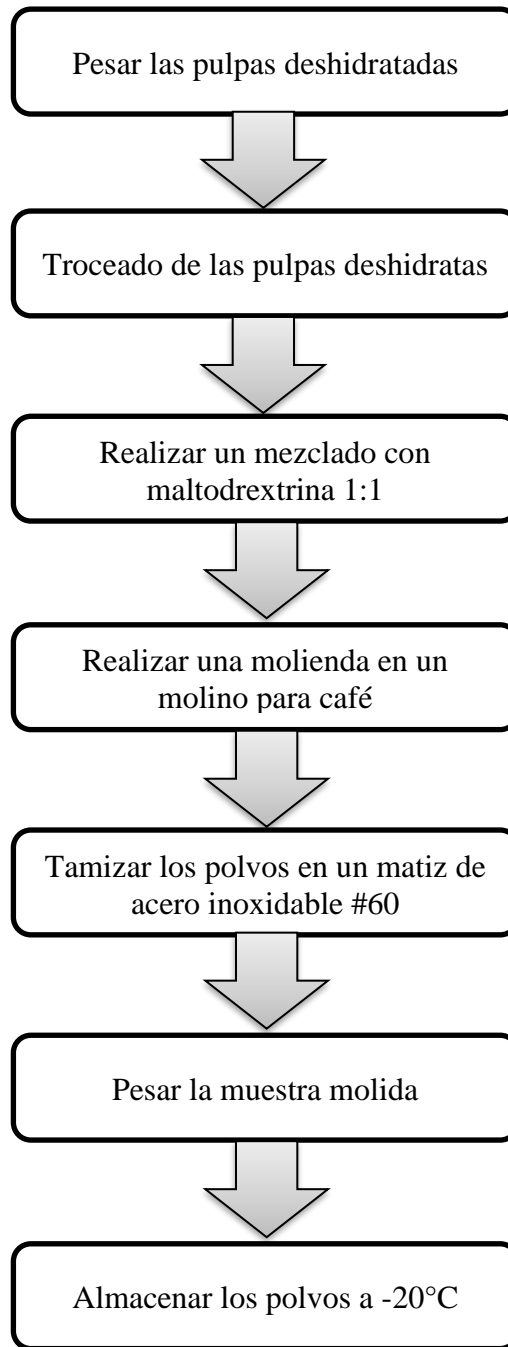 Pesar las pulpas deshidratadas
Troceado de las pulpas deshidratas
Realizar un mezclado con
maltodrextrina 1:1
Realizar una molienda en un
molino para café
Tamizar los polvos en un matiz de
acero inoxidable #60
Pesar la muestra molida
Almacenar los polvos a -20°C